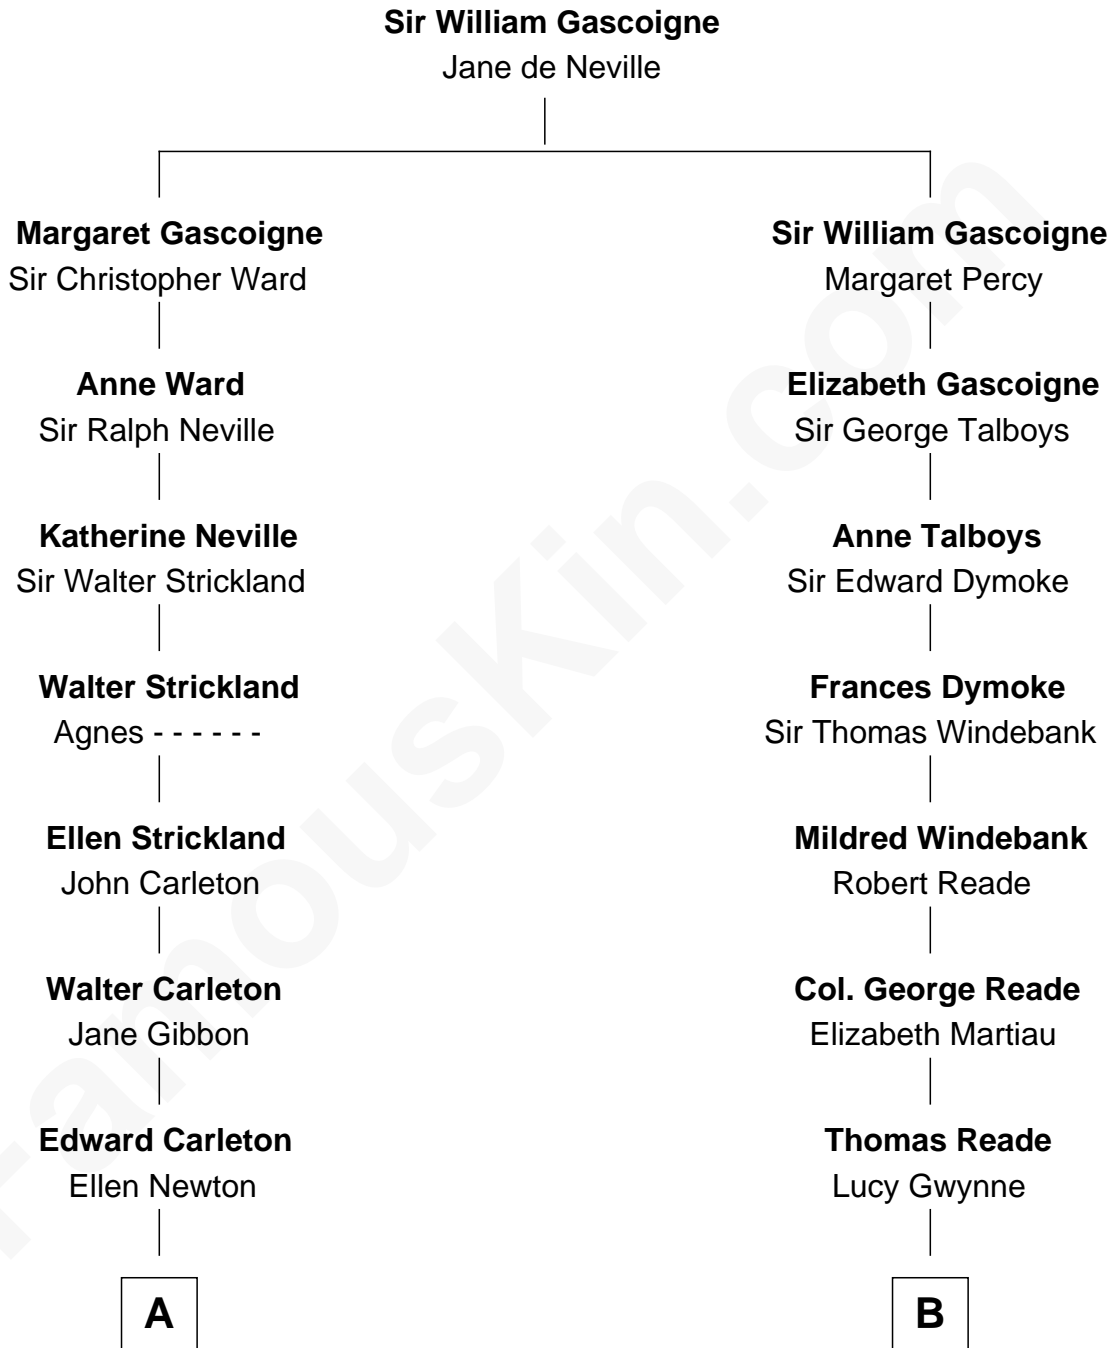 Sir William Gascoigne
Jane de Neville
Margaret Gascoigne
Sir Christopher Ward
Sir William Gascoigne
Margaret Percy
Anne Ward
Sir Ralph Neville
Elizabeth Gascoigne
Sir George Talboys
Katherine Neville
Sir Walter Strickland
Anne Talboys
Sir Edward Dymoke
Walter Strickland
Agnes - - - - - -
Frances Dymoke
Sir Thomas Windebank
Ellen Strickland
John Carleton
Mildred Windebank
Robert Reade
Walter Carleton
Jane Gibbon
Col. George Reade
Elizabeth Martiau
Edward Carleton
Ellen Newton
Thomas Reade
Lucy Gwynne
A
B
FamousKin.com